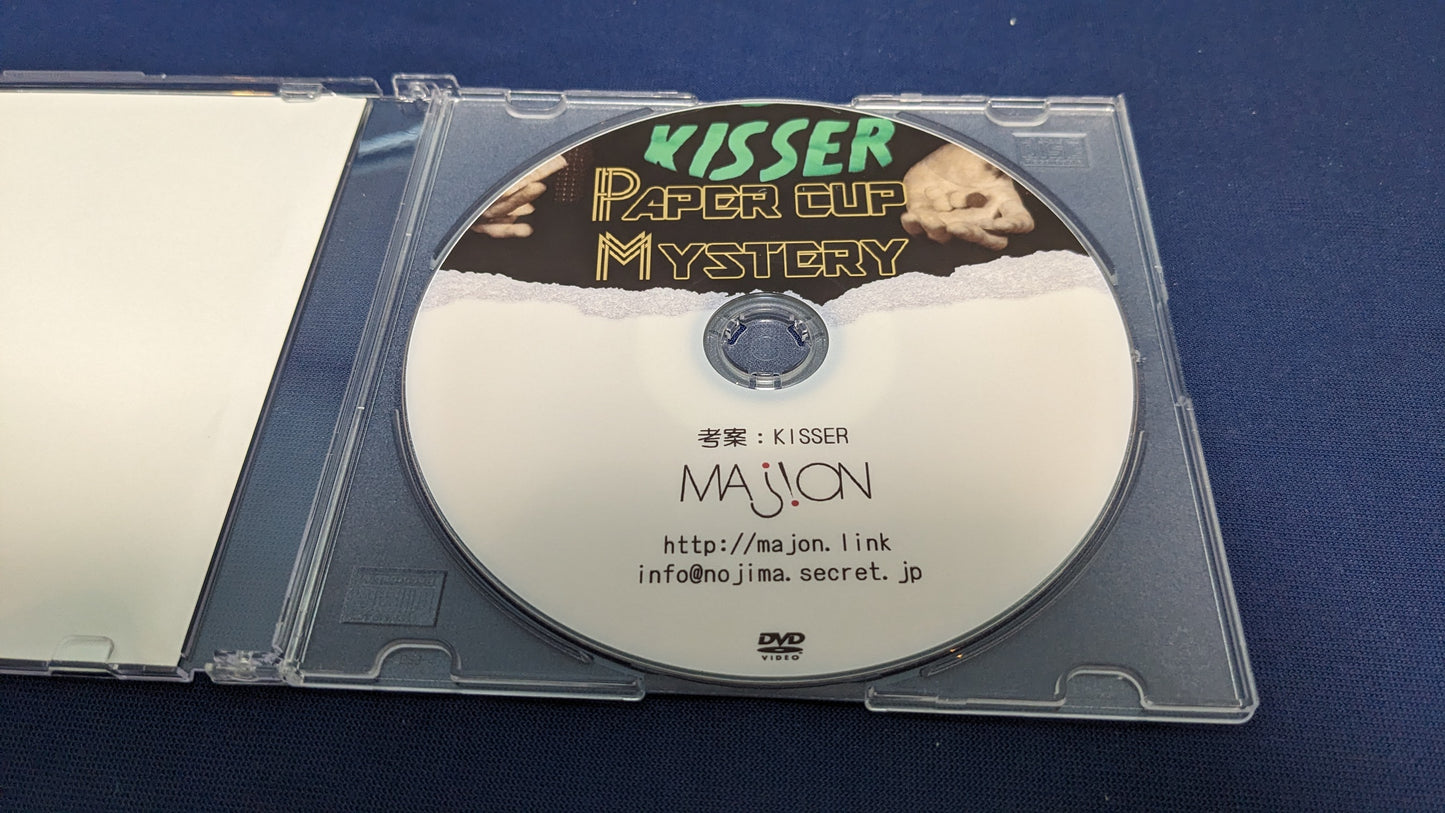 KISSER
PAPER CUP
MYSTERY
考案：KISSER
MAJ!ON
http://majon.link
info@nojima.secret.jp
DVD
VIDEO